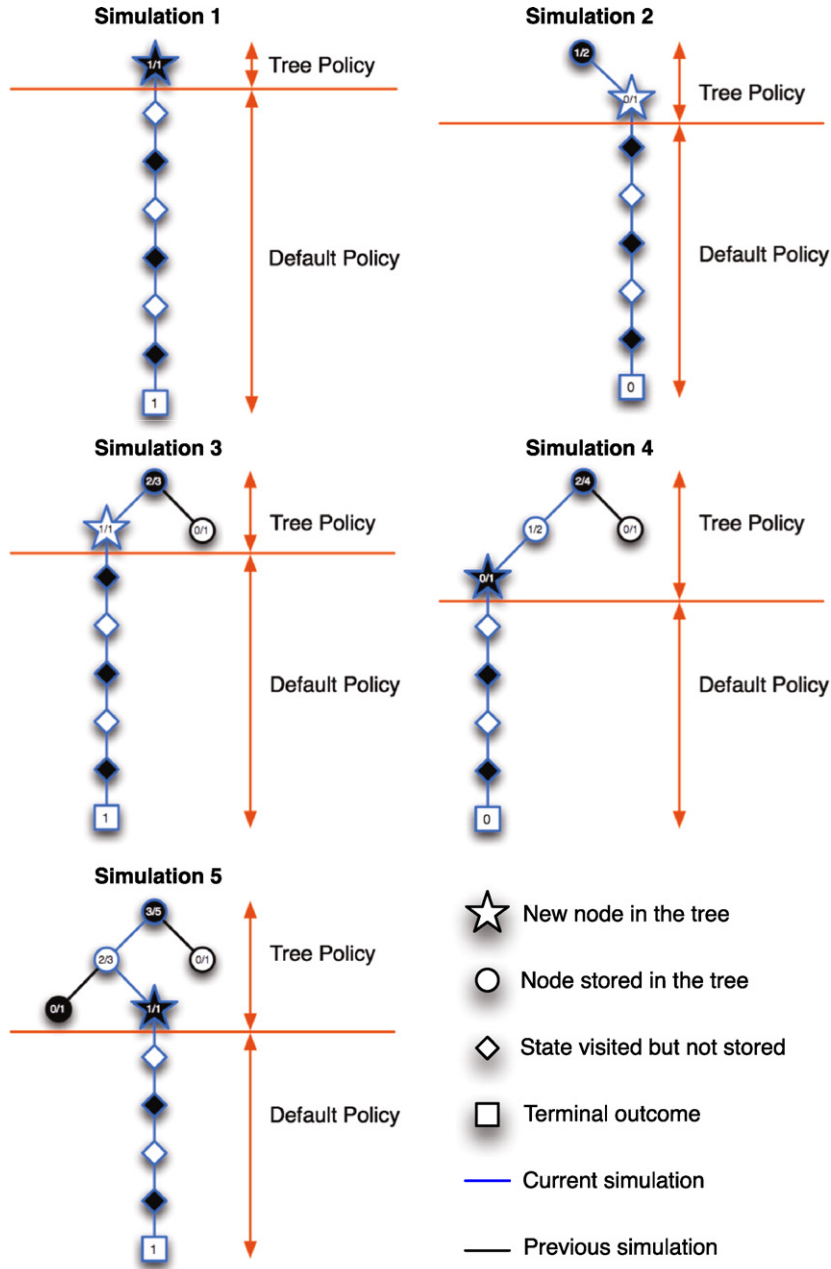 Simulation 1
1/1
Tree Policy
Default Policy
1
Simulation 2
1/2
0/1
Tree Policy
Default Policy
0
Simulation 3
2/3
1/1
0/1
Tree Policy
Default Policy
1
Simulation 4
2/4
1/2
0/1
0/1
Tree Policy
Default Policy
0
Simulation 5
3/5
2/3
0/1
0/1
1/1
Tree Policy
Default Policy
1
New node in the tree
Node stored in the tree
State visited but not stored
Terminal outcome
Current simulation
Previous simulation